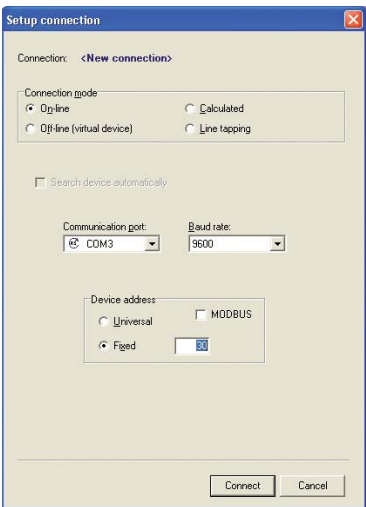 Setup connection
Connection: <New connection>
Connection mode
On-line
Calculated
Off-line (virtual device)
Line tapping
Search device automatically
Communication port:
Baud rate:
COM3
9600
Device address
Universal
MODBUS
Fixed
30
Connect
Cancel